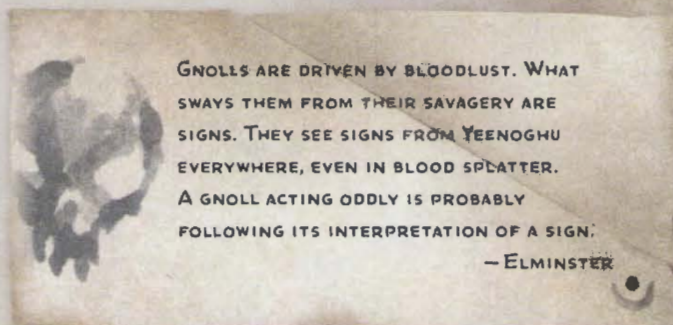 GNOLLS ARE DRIVEN BY BLOODLUST. WHAT
SWAYS THEM FROM THEIR SAVAGERY ARE
SIGNS. THEY SEE SIGNS FROM YEENOGHU
EVERYWHERE, EVEN IN BLOOD SPLATTER.
A GNOLL ACTING ODDLY IS PROBABLY
FOLLOWING ITS INTERPRETATION OF A SIGN.
—ELMINSTER